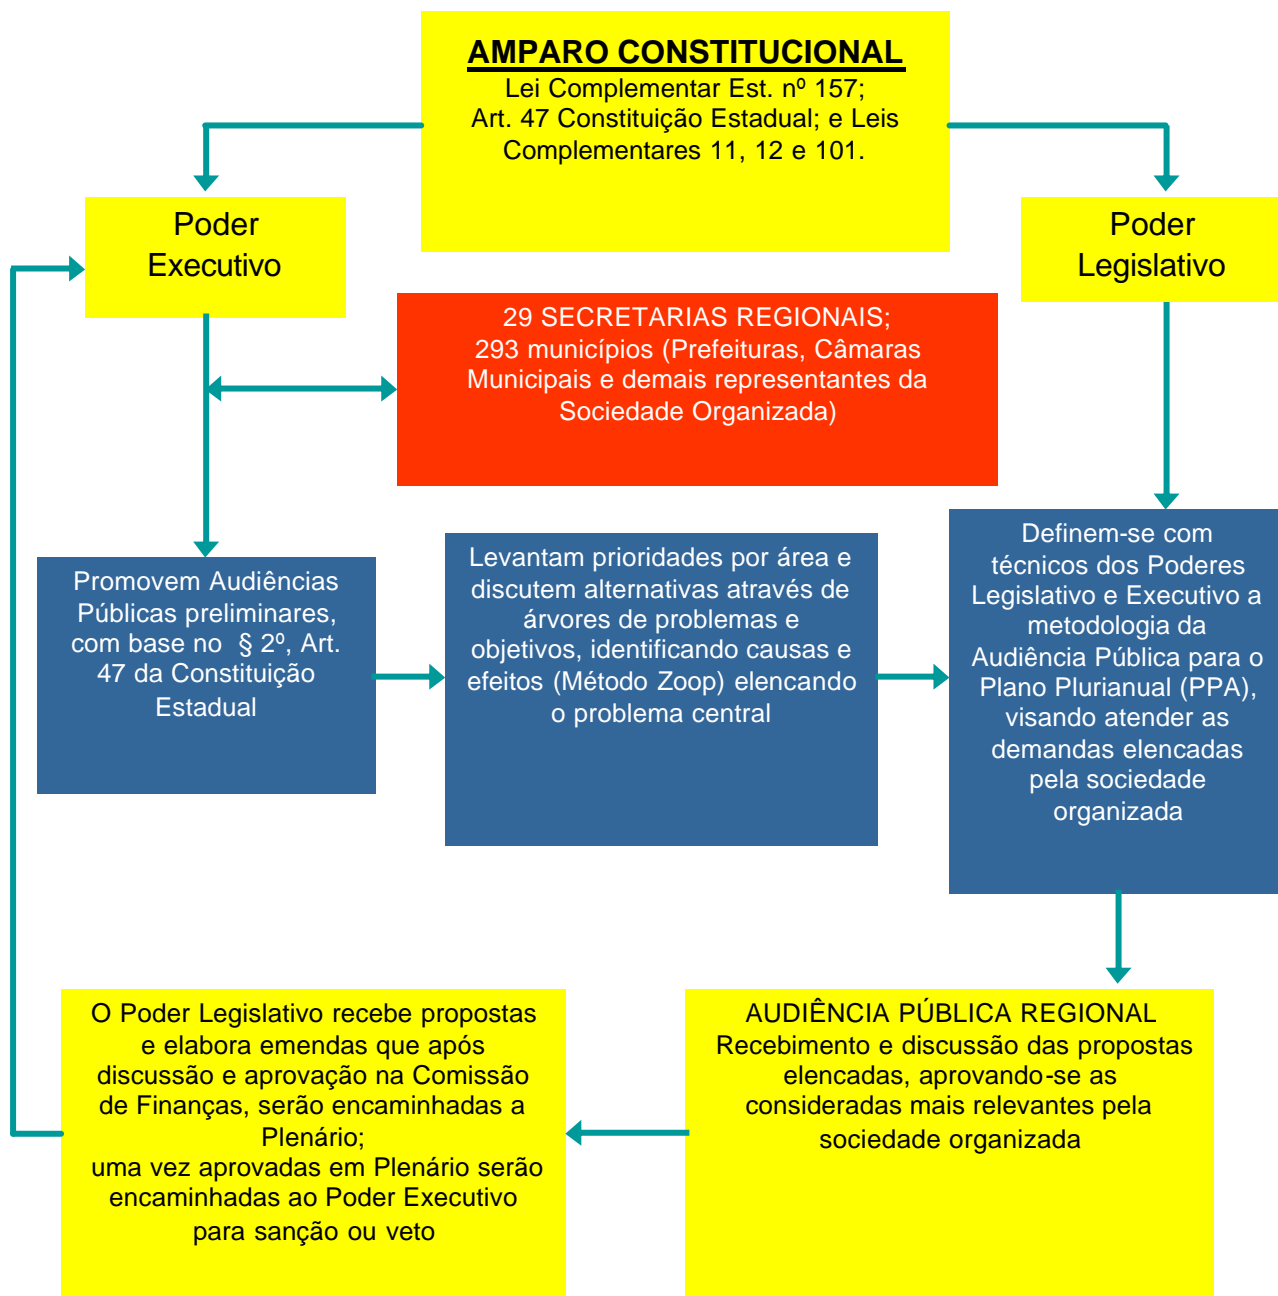 AMPARO CONSTITUCIONAL
Lei Complementar Est. nº 157;
Art. 47 Constituição Estadual; e Leis
Complementares 11, 12 e 101.
Poder
Executivo
Poder
Legislativo
29 SECRETARIAS REGIONAIS;
293 municípios (Prefeituras, Câmaras
Municipais e demais representantes da
Sociedade Organizada)
Promovem Audiências
Públicas preliminares,
com base no § 2º, Art.
47 da Constituição
Estadual
Levantam prioridades por área e
discutem alternativas através de
árvores de problemas e
objetivos, identificando causas e
efeitos (Método Zoop) elencando
o problema central
Definem-se com
técnicos dos Poderes
Legislativo e Executivo a
metodologia da
Audiência Pública para o
Plano Plurianual (PPA),
visando atender as
demandas elencadas
pela sociedade
organizada
O Poder Legislativo recebe propostas
e elabora emendas que após
discussão e aprovação na Comissão
de Finanças, serão encaminhadas a
Plenário;
uma vez aprovadas em Plenário serão
encaminhadas ao Poder Executivo
para sanção ou veto
AUDIÊNCIA PÚBLICA REGIONAL
Recebimento e discussão das propostas
elencadas, aprovando-se as
consideradas mais relevantes pela
sociedade organizada